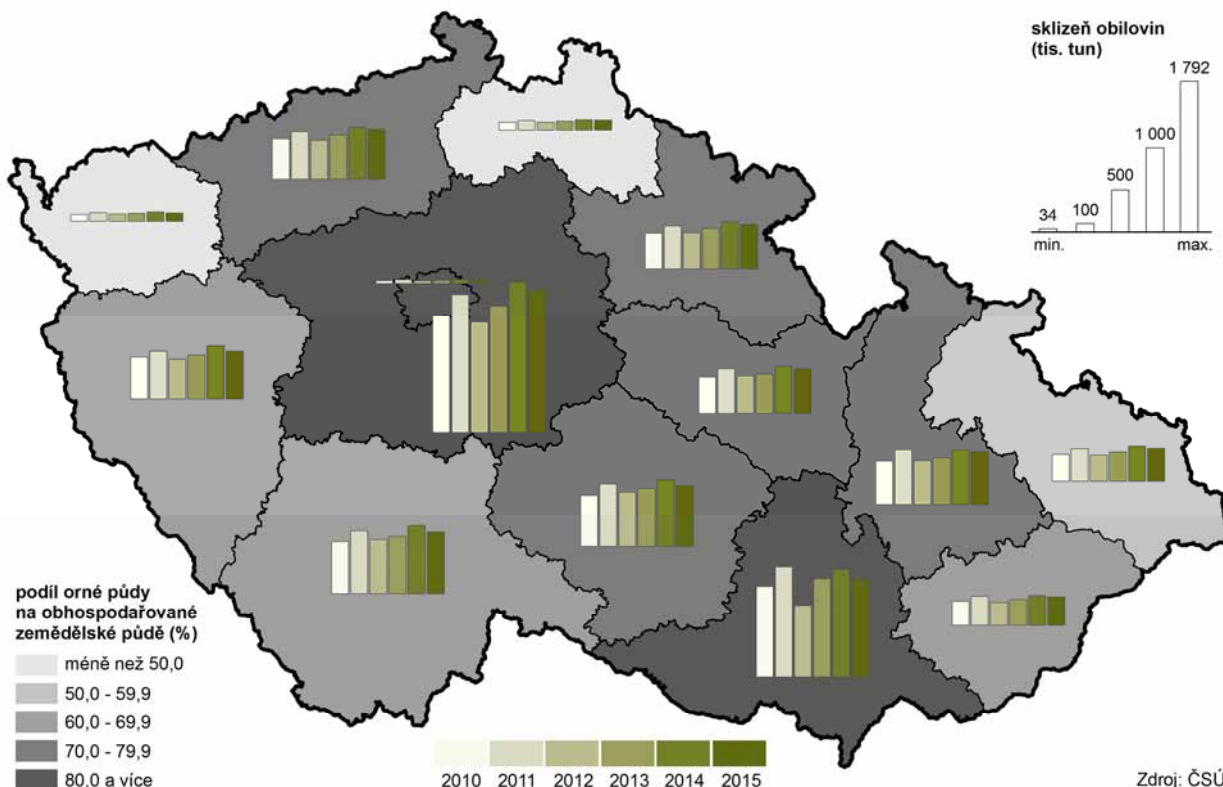 sklizeň obilovin
(tis. tun)
1 792
1 000
500
100
34
min.
max.
podíl orné půdy
na obhospodařované
zemědělské půdě (%)
méně než 50,0
50,0 - 59,9
60,0 - 69,9
70,0 - 79,9
80,0 a více
2010 2011 2012 2013 2014 2015
Zdroj: ČSÚ